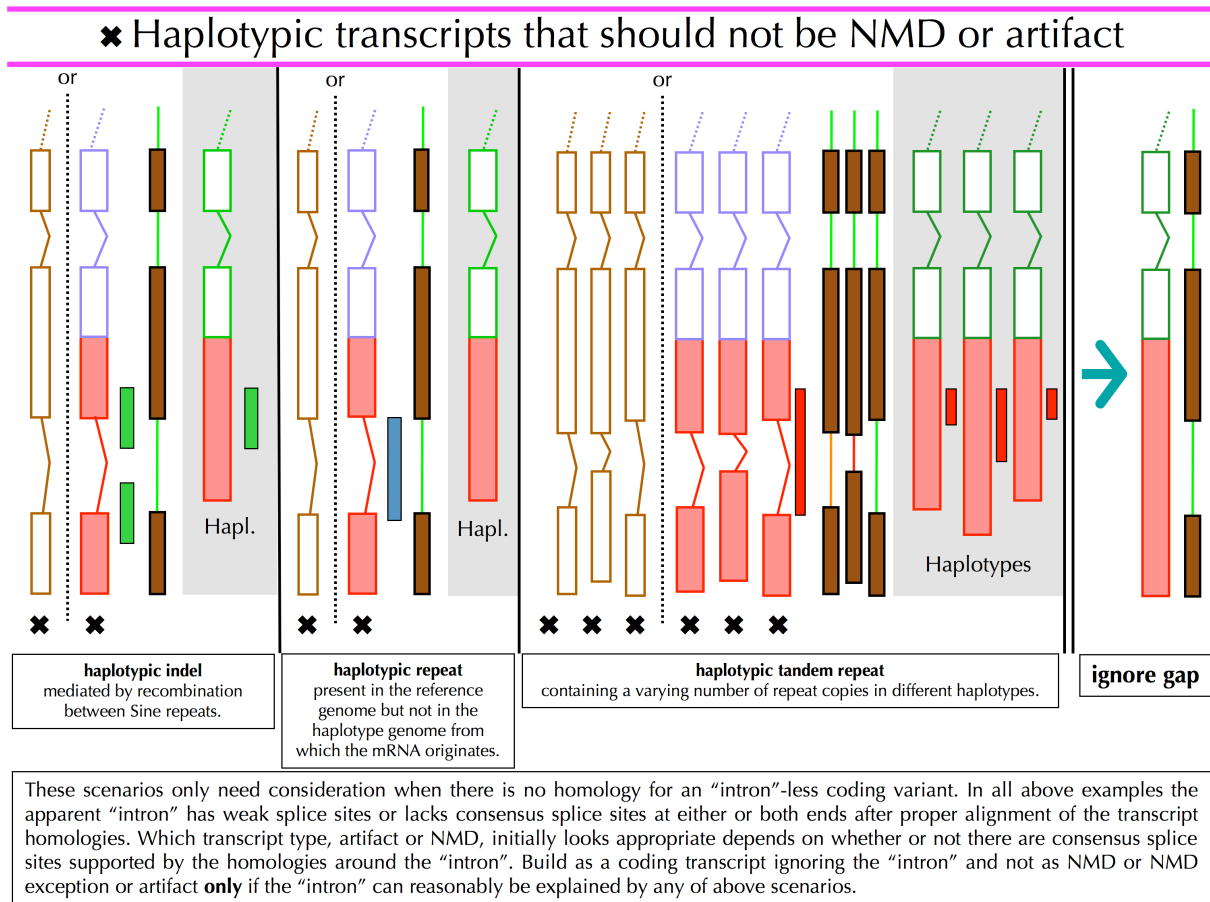 ✖ Haplotypic transcripts that should not be NMD or artifact
or
or
or
Hapl.
Hapl.
Haplotypes
✖ ✖ ✖ ✖ ✖ ✖ ✖ ✖ ✖ ✖
haplotypic indel
mediated by recombination
between Sine repeats.
haplotypic repeat
present in the reference
genome but not in the
haplotype genome from
which the mRNA originates.
haplotypic tandem repeat
containing a varying number of repeat copies in different haplotypes.
ignore gap
These scenarios only need consideration when there is no homology for an “intron”-less coding variant. In all above examples the
apparent “intron” has weak splice sites or lacks consensus splice sites at either or both ends after proper alignment of the transcript
homologies. Which transcript type, artifact or NMD, initially looks appropriate depends on whether or not there are consensus splice
sites supported by the homologies around the “intron”. Build as a coding transcript ignoring the “intron” and not as NMD or NMD
exception or artifact only if the “intron” can reasonably be explained by any of above scenarios.